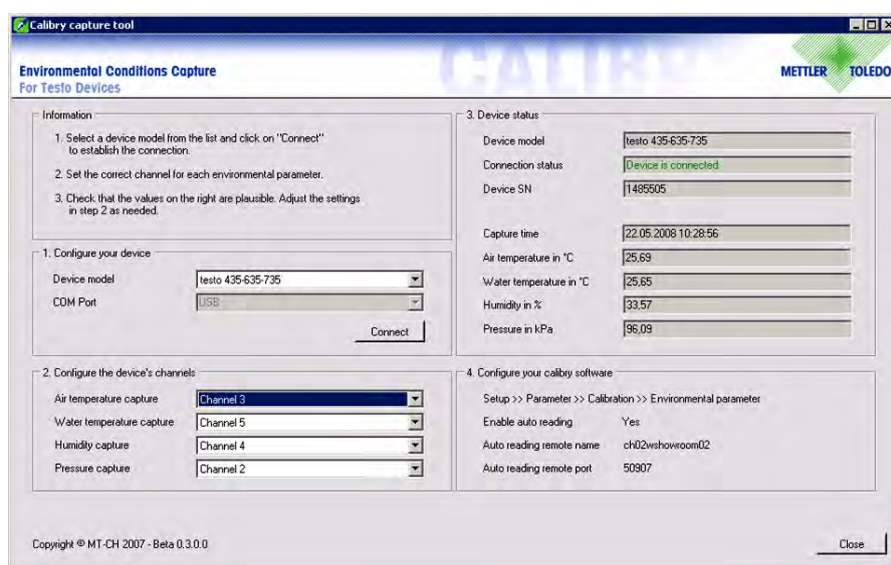 Calibry capture tool
CALIBRY
Environmental Conditions Capture
For Testo Devices
METTLER TOLEDO
Information
1. Select a device model from the list and click on "Connect"
to establish the connection.
2. Set the correct channel for each environmental parameter.
3. Check that the values on the right are plausible. Adjust the settings
in step 2 as needed.
1. Configure your device
Device model testo 435-635-735
COM Port USB
Connect
2. Configure the device's channels
Air temperature capture Channel 3
Water temperature capture Channel 5
Humidity capture Channel 4
Pressure capture Channel 2
3. Device status
Device model testo 435-635-735
Connection status Device is connected
Device SN 1485505
Capture time 22.05.2008 10:28:56
Air temperature in °C 25,69
Water temperature in °C 25,65
Humidity in % 33,57
Pressure in kPa 96,09
4. Configure your calibry software
Setup >> Parameter >> Calibration >> Environmental parameter
Enable auto reading Yes
Auto reading remote name ch02wshowroom02
Auto reading remote port 50907
Copyright © MT-CH 2007 - Beta 0.3.0.0
Close